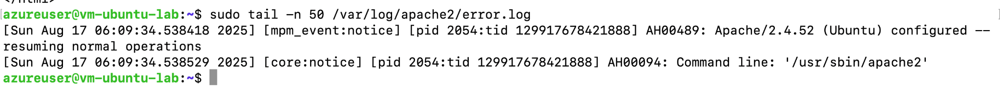 </html>
azureuser@vm-ubuntu-lab:~$ sudo tail -n 50 /var/log/apache2/error.log
[Sun Aug 17 06:09:34.538418 2025] [mpm_event:notice] [pid 2054:tid 129917678421888] AH00489: Apache/2.4.52 (Ubuntu) configured --
resuming normal operations
[Sun Aug 17 06:09:34.538529 2025] [core:notice] [pid 2054:tid 129917678421888] AH00094: Command line: '/usr/sbin/apache2'
azureuser@vm-ubuntu-lab:~$